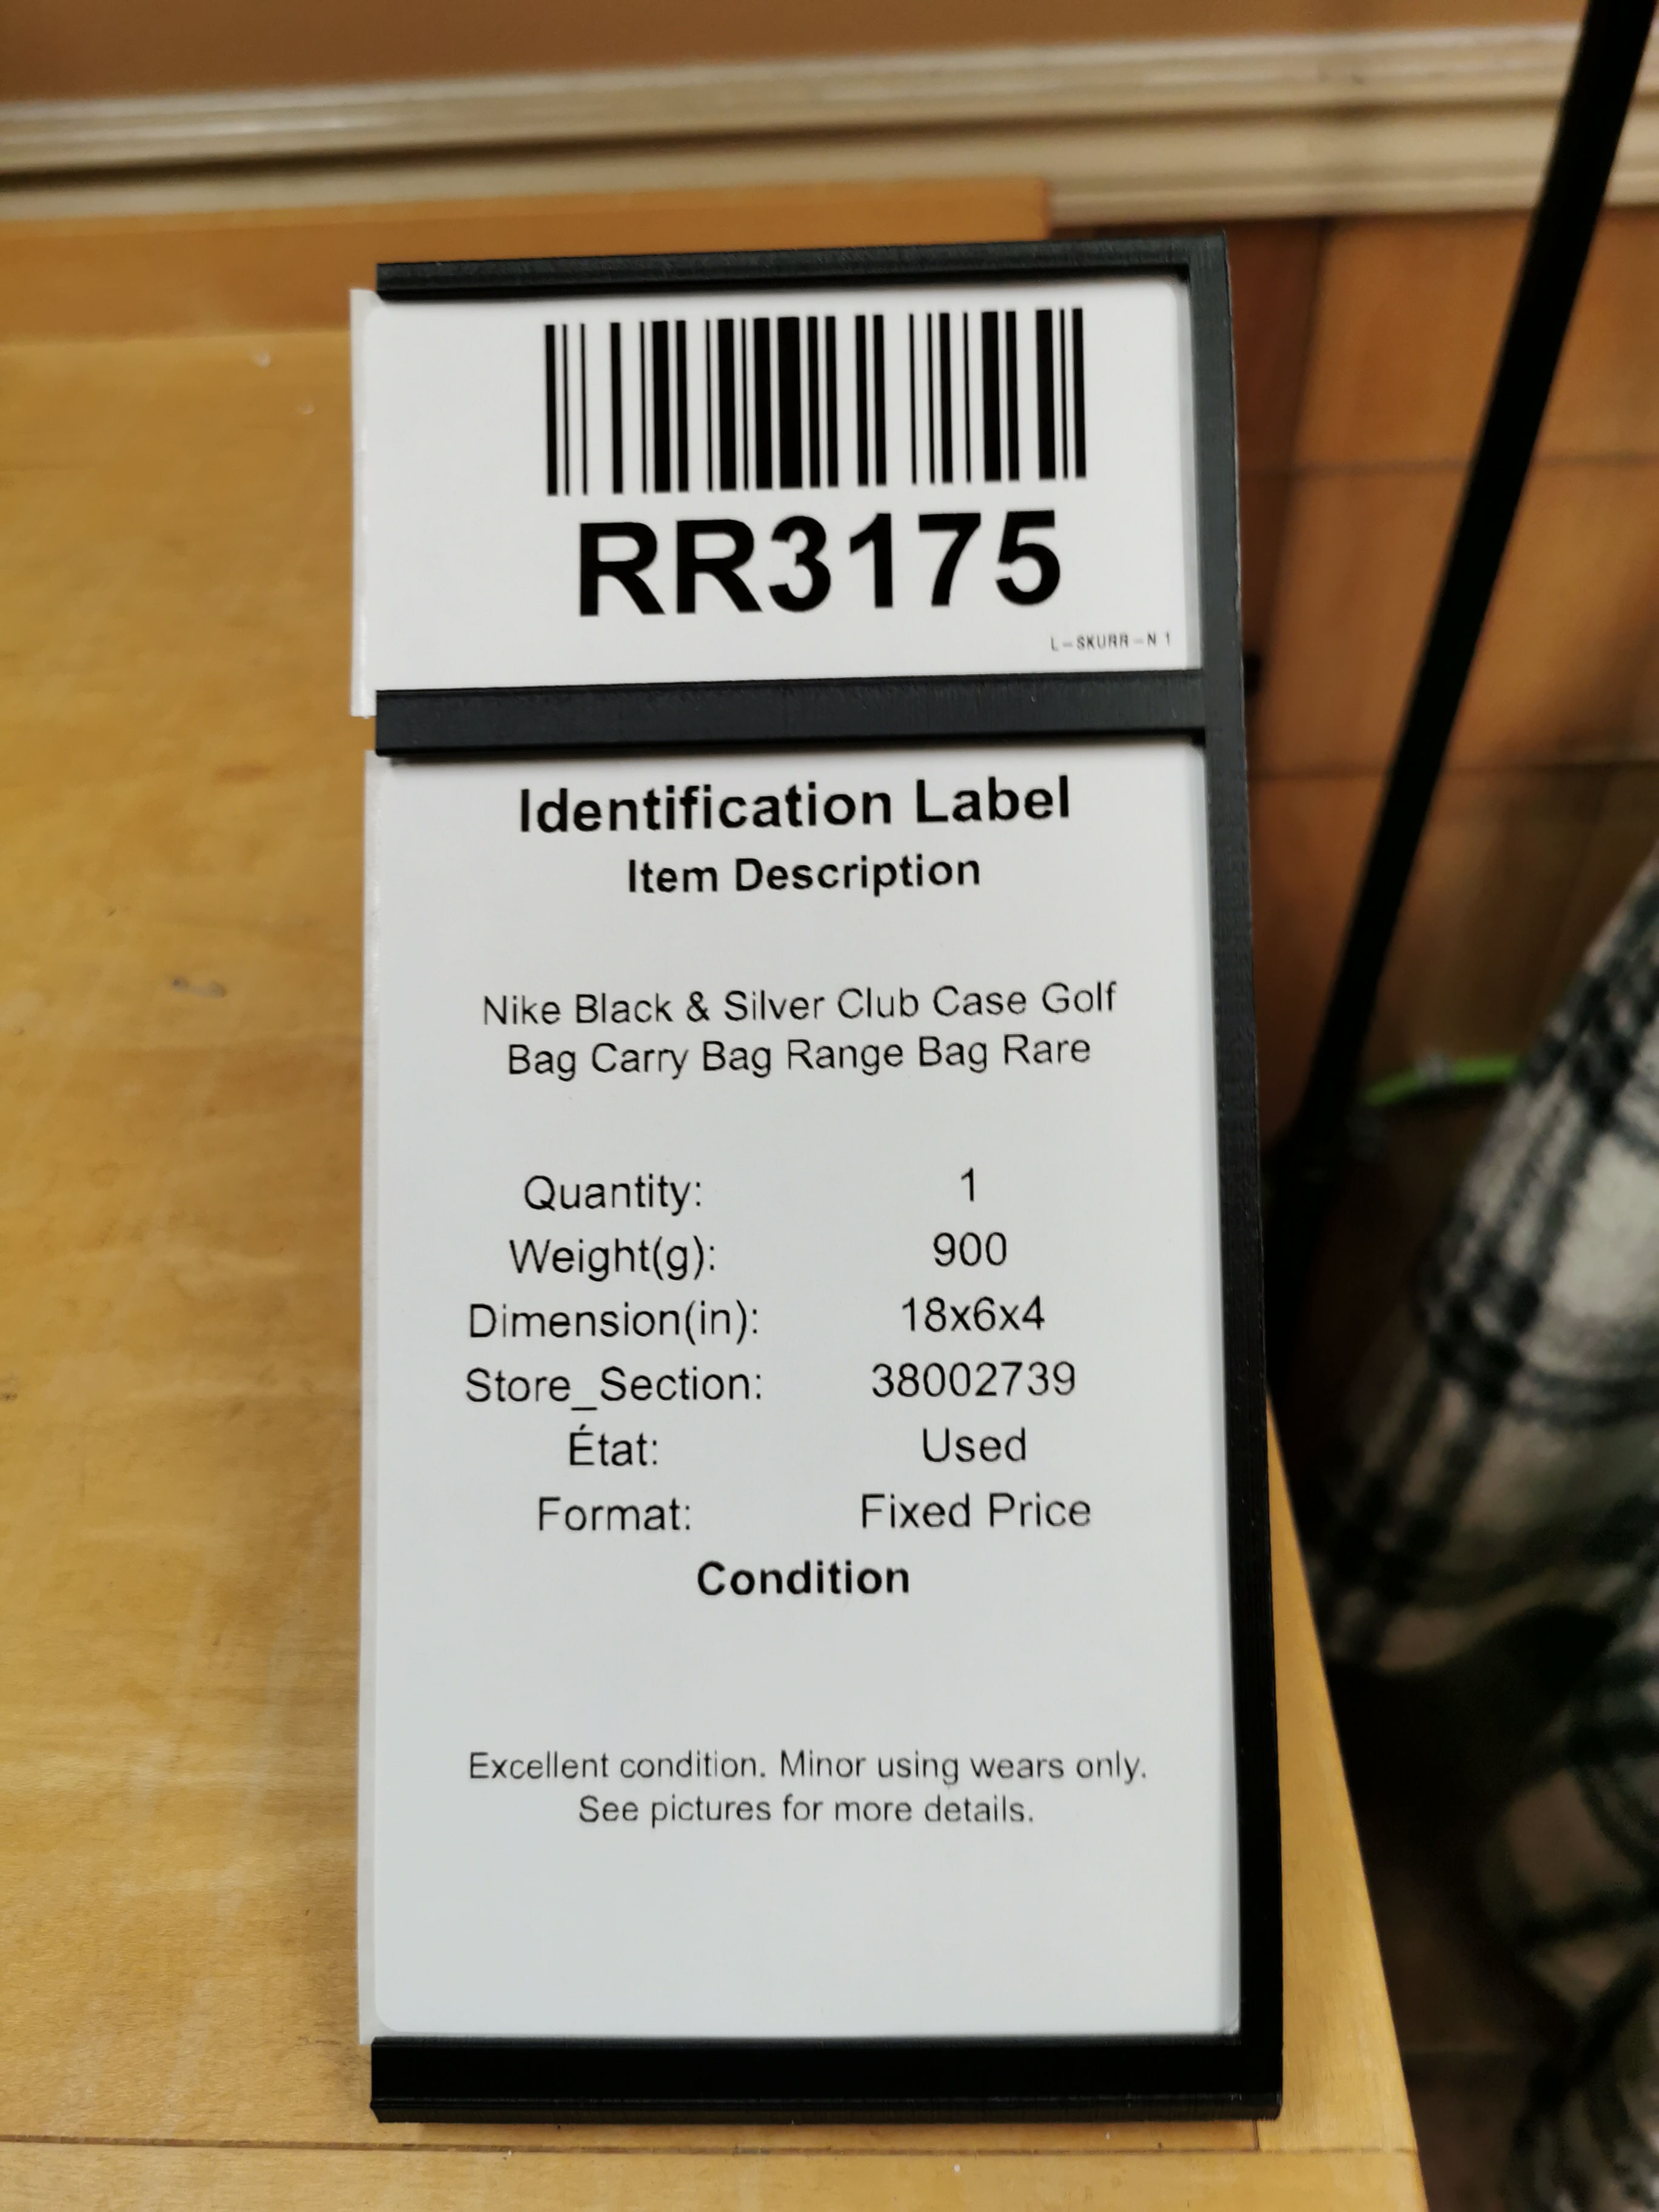 RR3175
L-SKURR-N 1
Identification Label
Item Description
Nike Black & Silver Club Case Golf
Bag Carry Bag Range Bag Rare
Quantity: 1
Weight(g): 900
Dimension(in): 18x6x4
Store_Section: 38002739
État: Used
Format: Fixed Price
Condition
Excellent condition. Minor using wears only.
See pictures for more details.